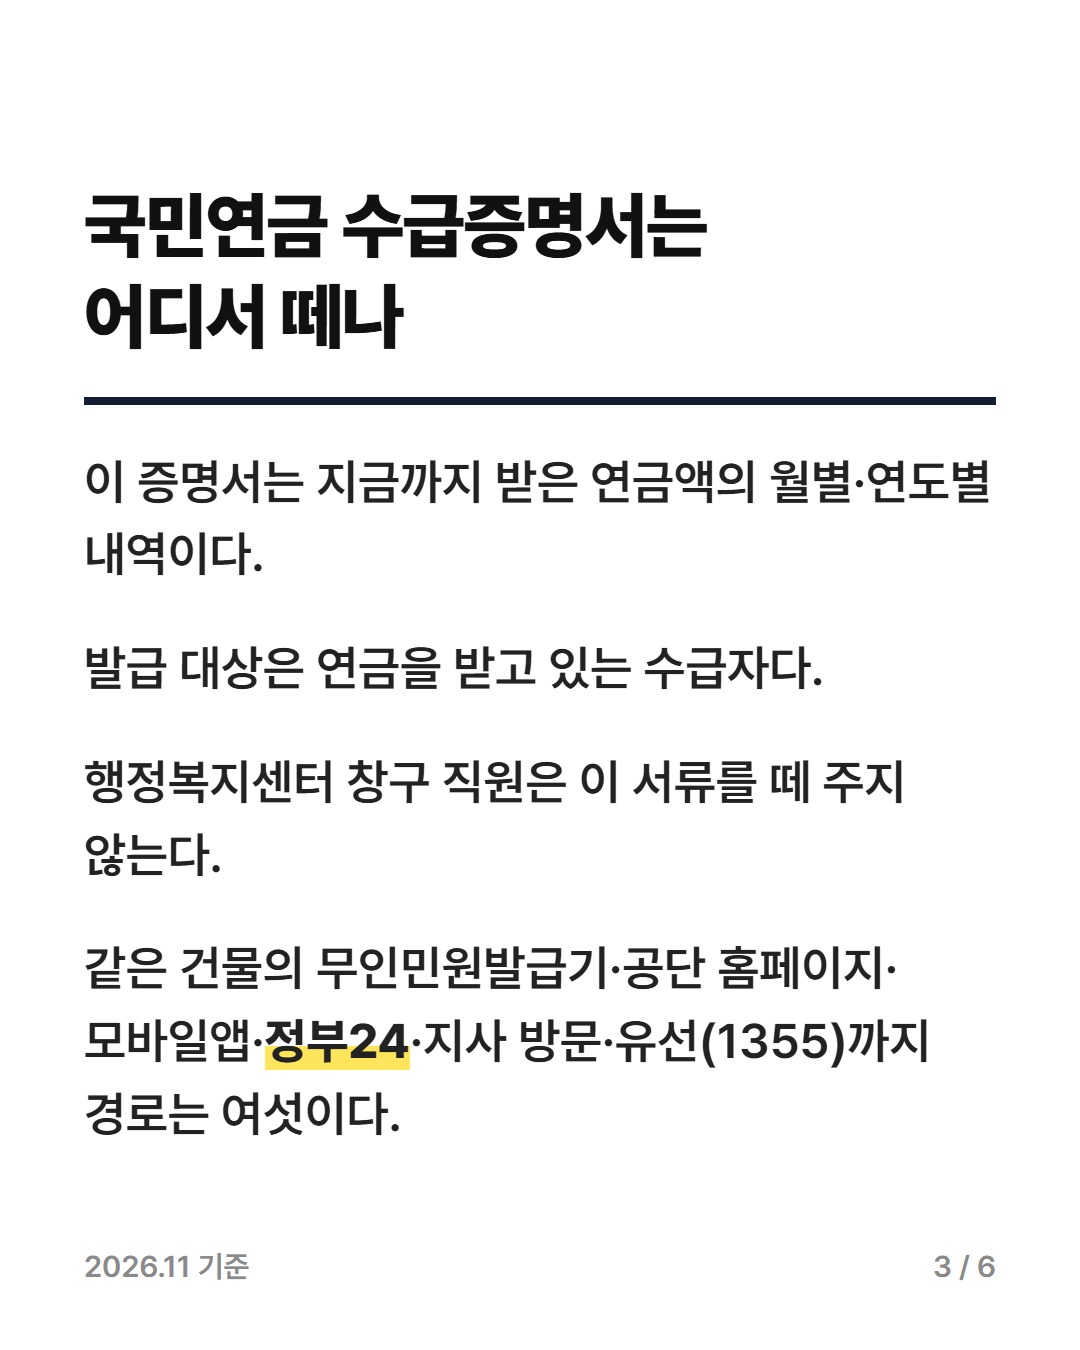 국민연금 수급증명서는
어디서 떼나
이 증명서는 지금까지 받은 연금액의 월별·연도별
내역이다.
발급 대상은 연금을 받고 있는 수급자다.
행정복지센터 창구 직원은 이 서류를 떼 주지
않는다.
같은 건물의 무인민원발급기·공단 홈페이지·
모바일앱·정부24·지사 방문·유선(1355)까지
경로는 여섯이다.
2026.11 기준
3 / 6